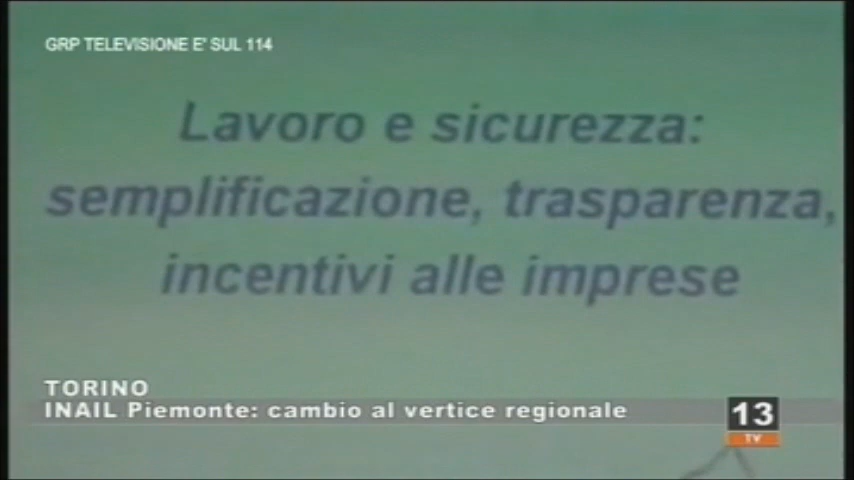 GRP TELEVISIONE E' SUL 114
Lavoro e sicurezza:
semplificazione, trasparenza,
incentivi alle imprese
TORINO
INAIL Piemonte: cambio al vertice regionale
13
TV